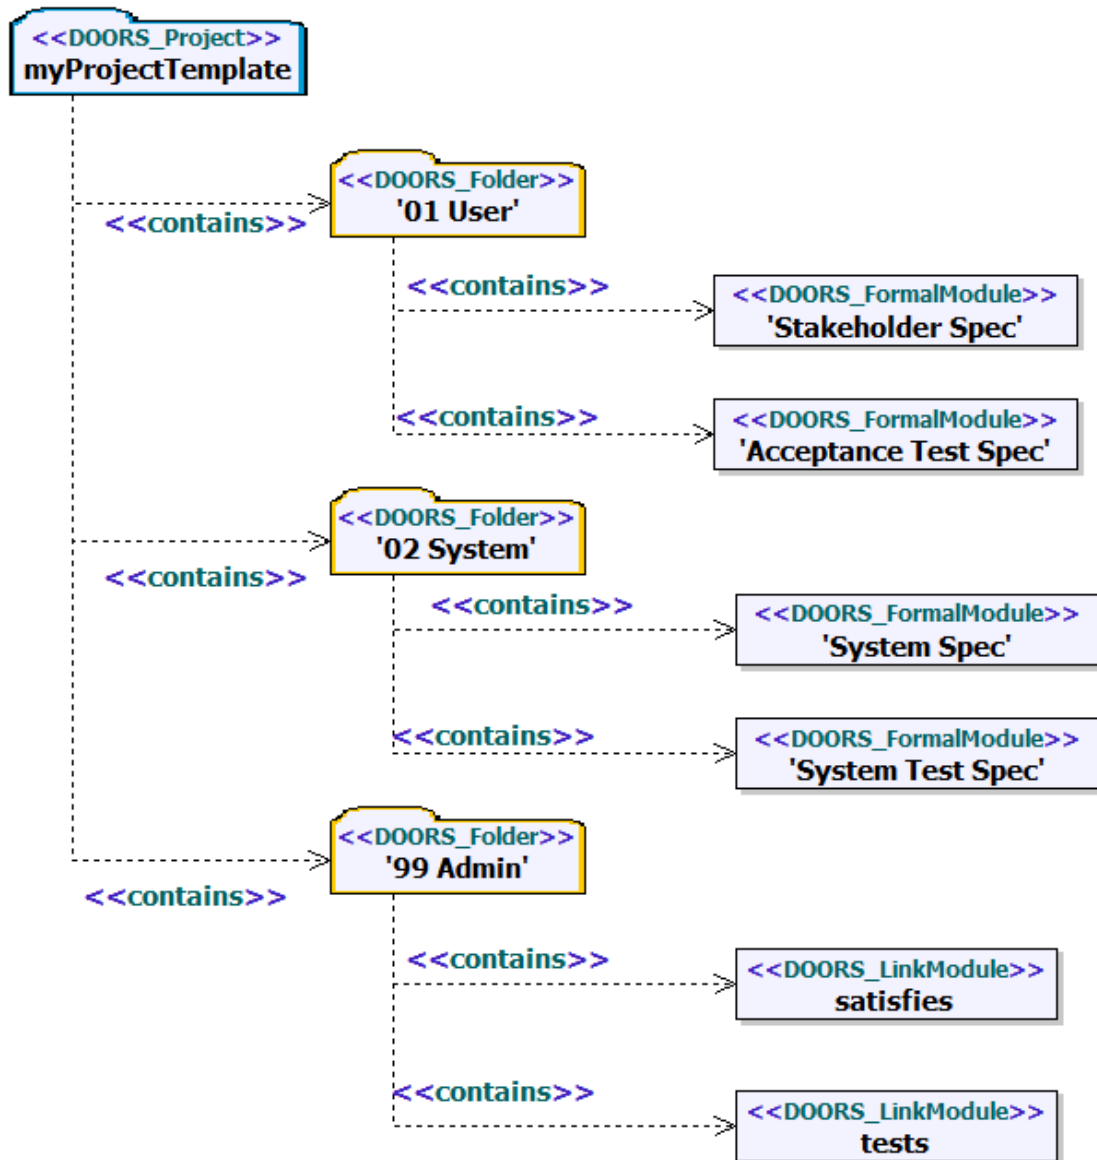 <<DOORS_Project>>
myProjectTemplate
<<DOORS_Folder>>
'01 User'
<<contains>>
<<contains>>
<<DOORS_FormalModule>>
'Stakeholder Spec'
<<contains>>
<<DOORS_FormalModule>>
'Acceptance Test Spec'
<<DOORS_Folder>>
'02 System'
<<contains>>
<<contains>>
<<DOORS_FormalModule>>
'System Spec'
<<contains>>
<<DOORS_FormalModule>>
'System Test Spec'
<<DOORS_Folder>>
'99 Admin'
<<contains>>
<<contains>>
<<DOORS_LinkModule>>
satisfies
<<contains>>
<<DOORS_LinkModule>>
tests